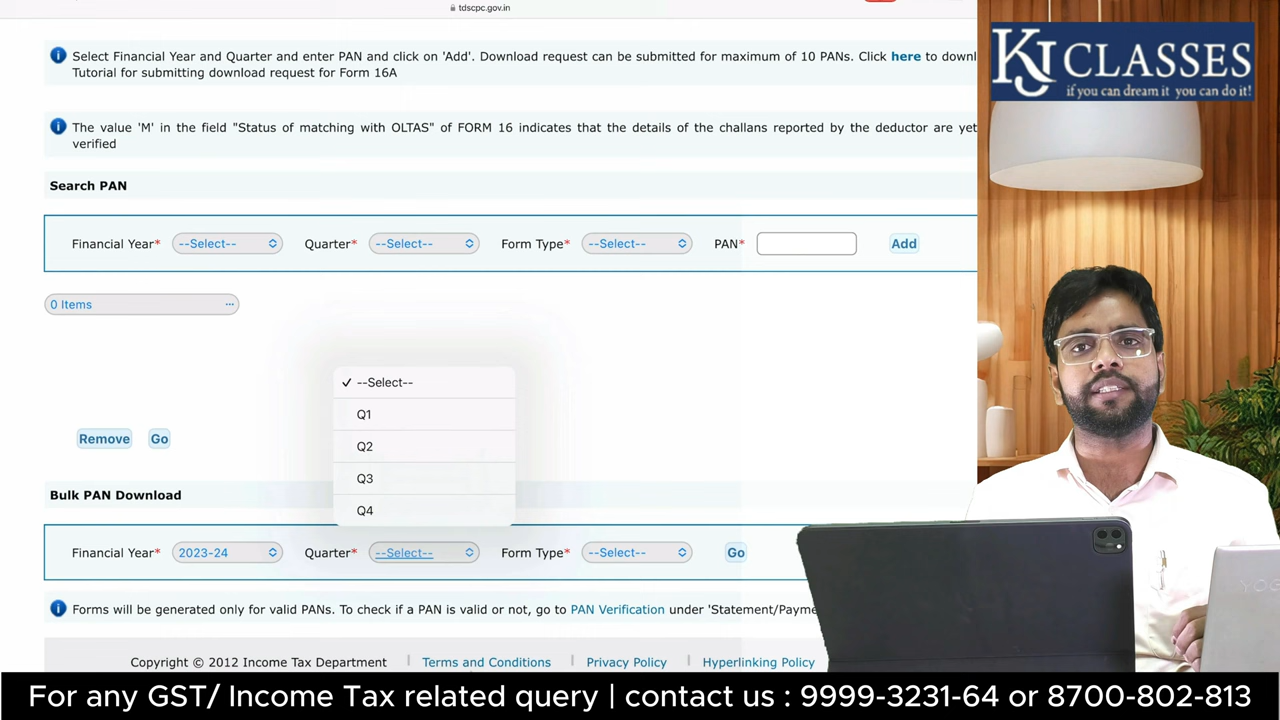 tdscpc.gov.in
Select Financial Year and Quarter and enter PAN and click on 'Add'. Download request can be submitted for maximum of 10 PANs. Click here to downl
Tutorial for submitting download request for Form 16A
The value 'M' in the field "Status of matching with OLTAS" of FORM 16 indicates that the details of the challans reported by the deductor are yet
verified
Search PAN
Financial Year* --Select-- Quarter* --Select-- Form Type* --Select-- PAN* Add
0 Items
--Select--
Q1
Q2
Q3
Q4
Remove Go
Bulk PAN Download
Financial Year* 2023-24 Quarter* --Select-- Form Type* --Select-- Go
Forms will be generated only for valid PANs. To check if a PAN is valid or not, go to PAN Verification under 'Statement/Payme
Copyright © 2012 Income Tax Department | Terms and Conditions | Privacy Policy | Hyperlinking Policy
KJ CLASSES
if you can dream it you can do it!
For any GST/ Income Tax related query | contact us : 9999-3231-64 or 8700-802-813